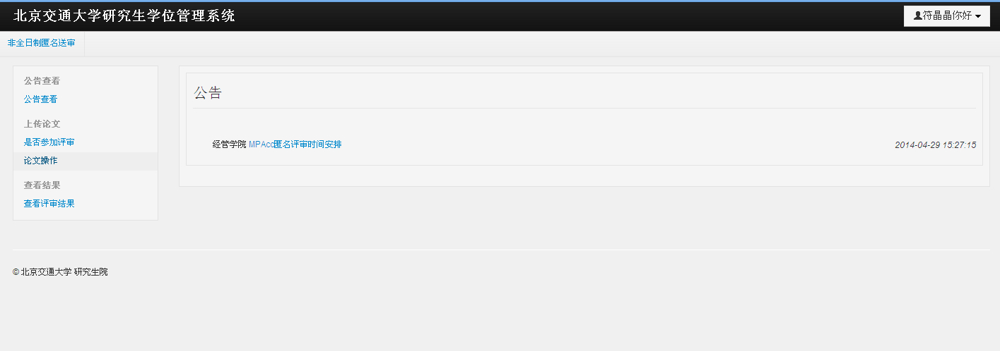 北京交通大学研究生学位管理系统
符晶晶你好
非全日制匿名送审
公告查看
公告查看
上传论文
是否参加评审
论文操作
查看结果
查看评审结果
公告
经管学院 MPAcc匿名评审时间安排 2014-04-29 15:27:15
© 北京交通大学 研究生院